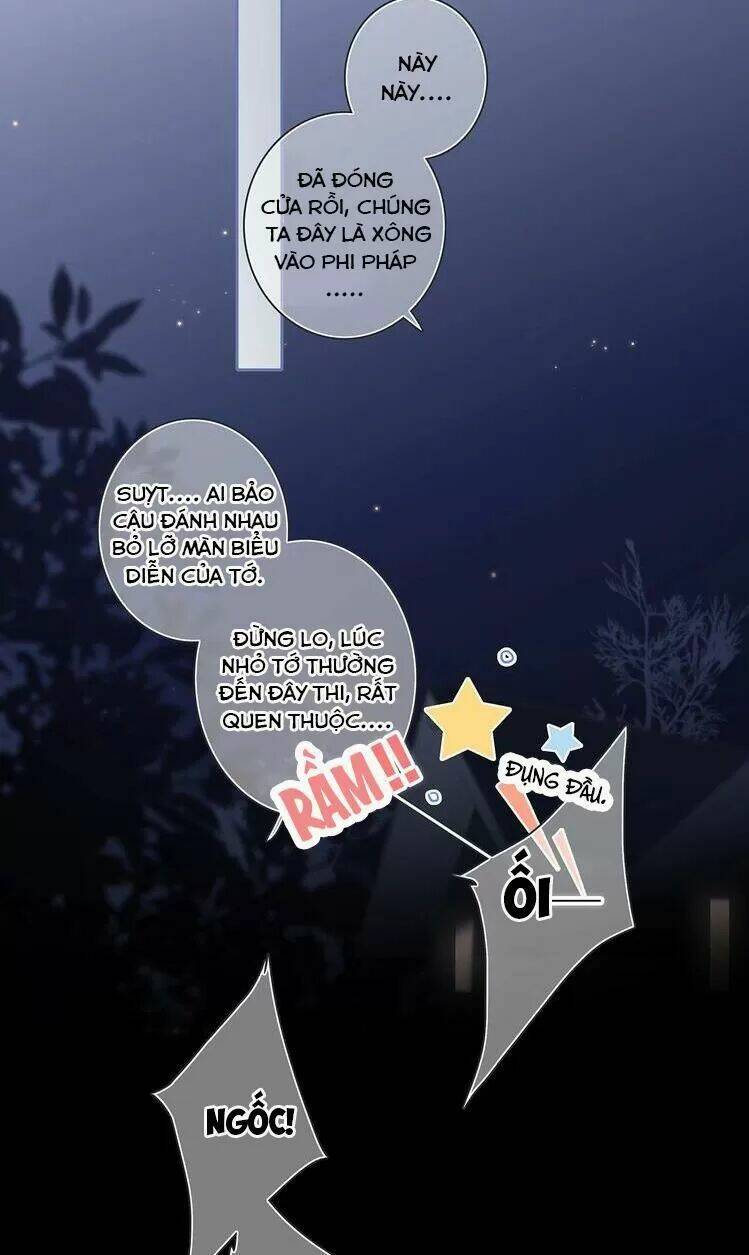 NÀY
NÀY....
ĐÃ ĐÓNG
CỬA RỒI, CHÚNG
TA ĐÂY LÀ XÔNG
VÀO PHI PHÁP
.....
SUỴT.... AI BẢO
CẬU ĐÁNH NHAU
BỎ LỠ MÀN BIỂU
DIỄN CỦA TỚ.
ĐỪNG LO, LÚC
NHỎ TỚ THƯỜNG
ĐẾN ĐÂY THI, RẤT
QUEN THUỘC....
RẦM!!
ĐỤNG ĐẦU.
ỐI—
NGỐC!